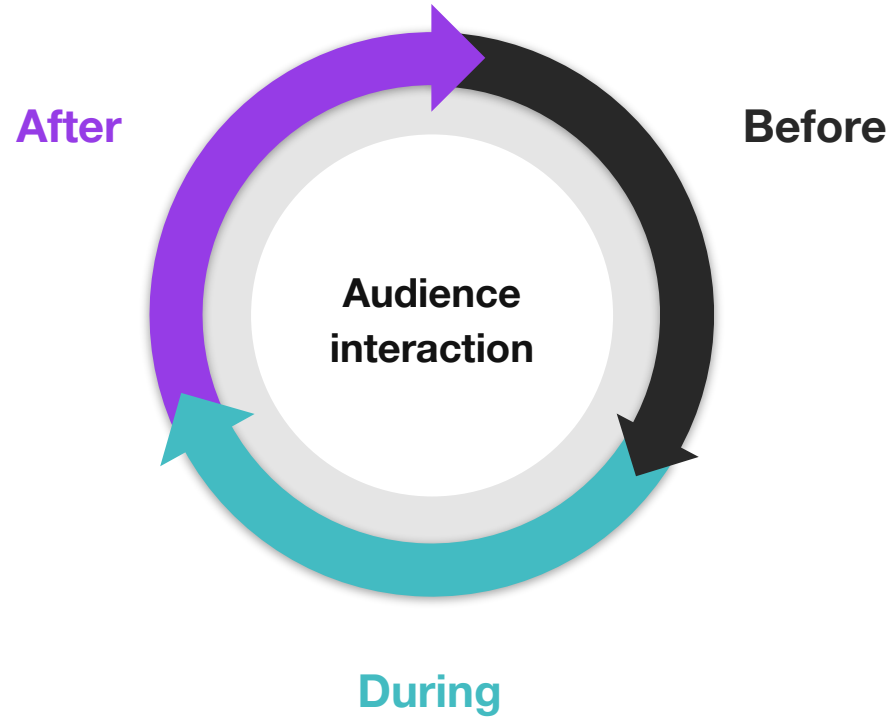 After
Before
Audience
interaction
During